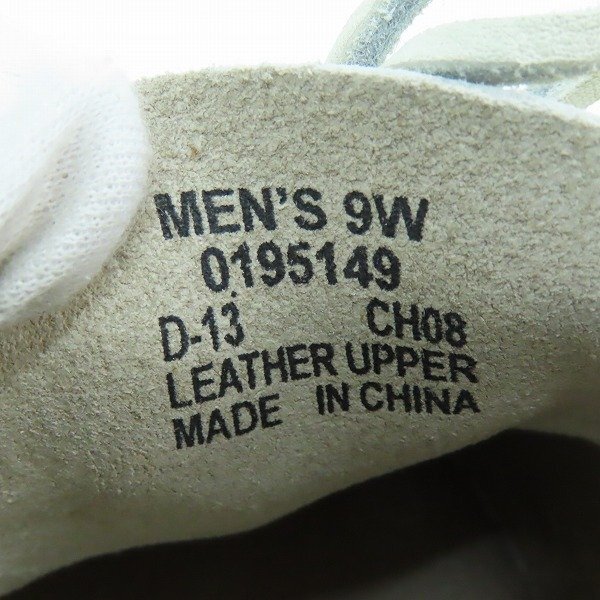 MEN'S 9W
0195149
D-13 CH08
LEATHER UPPER
MADE IN CHINA